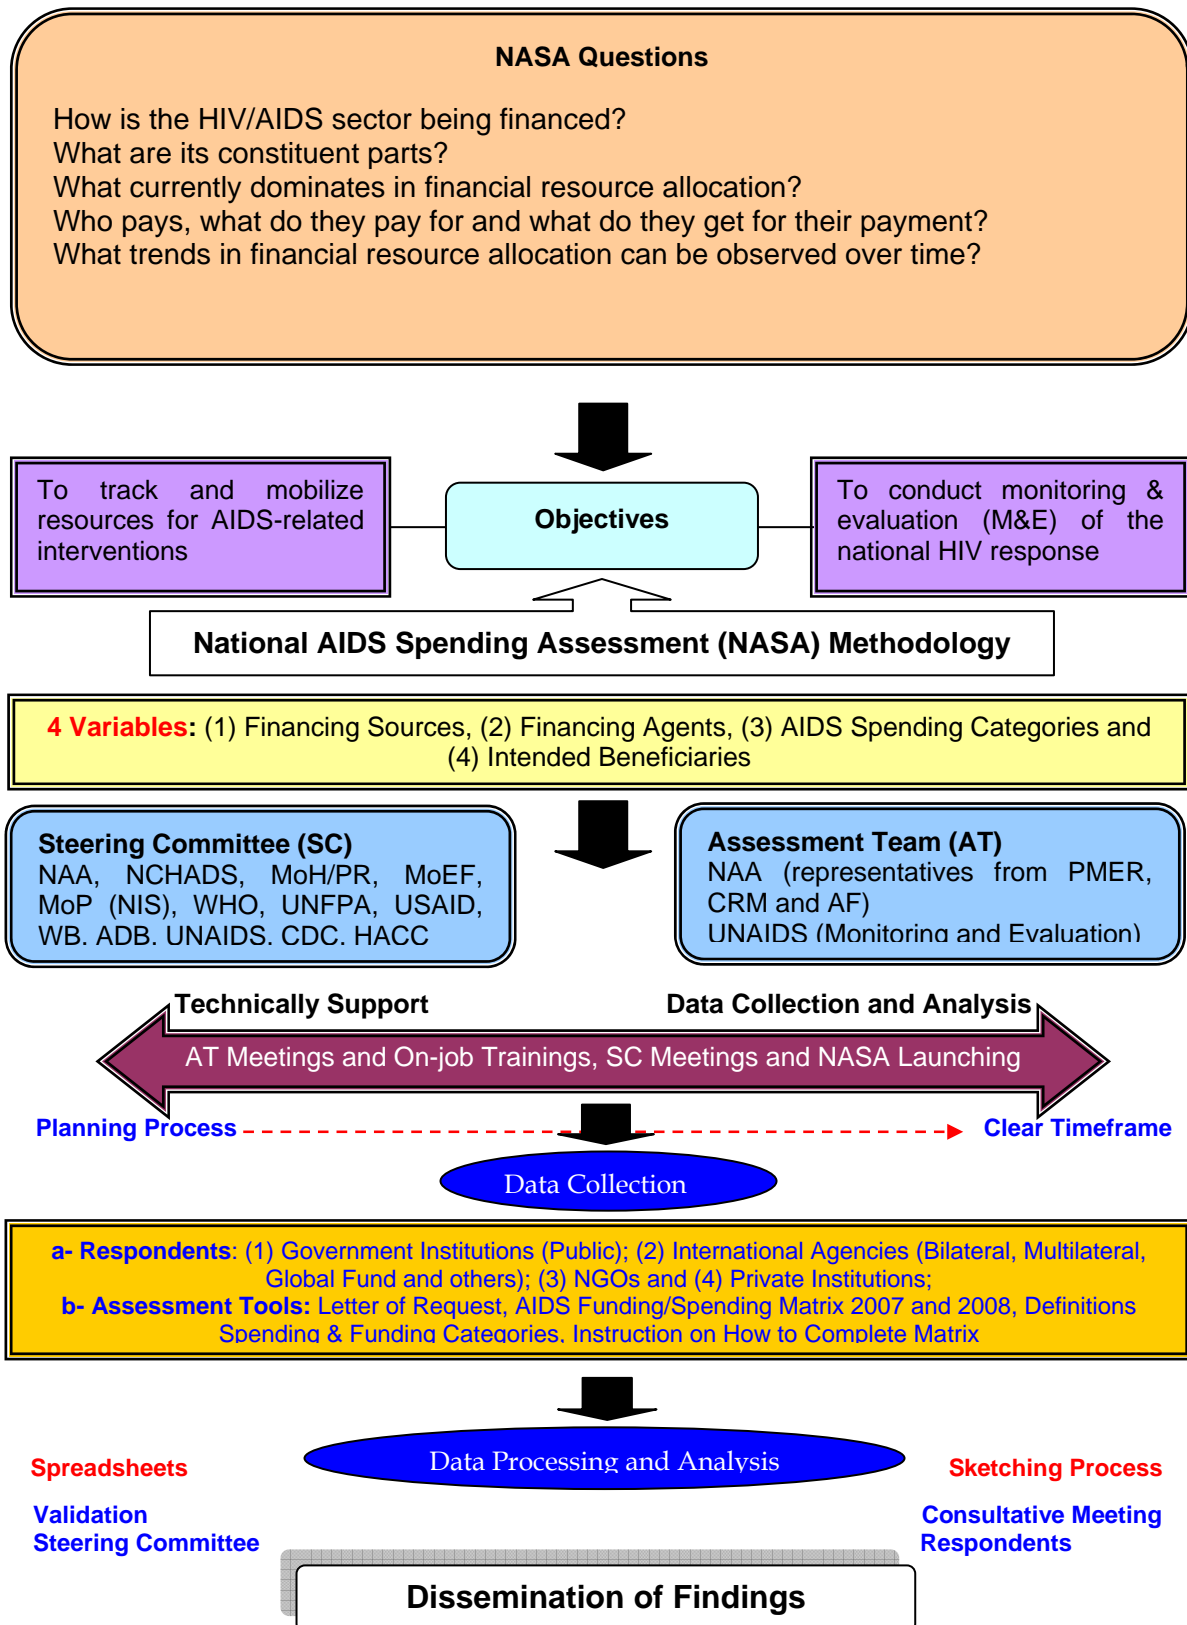 NASA Questions
How is the HIV/AIDS sector being financed?
What are its constituent parts?
What currently dominates in financial resource allocation?
Who pays, what do they pay for and what do they get for their payment?
What trends in financial resource allocation can be observed over time?
To track and mobilize
resources for AIDS-related
interventions
Objectives
To conduct monitoring &
evaluation (M&E) of the
national HIV response
National AIDS Spending Assessment (NASA) Methodology
4 Variables: (1) Financing Sources, (2) Financing Agents, (3) AIDS Spending Categories and
(4) Intended Beneficiaries
Steering Committee (SC)
NAA, NCHADS, MoH/PR, MoEF,
MoP (NIS), WHO, UNFPA, USAID,
WB. ADB. UNAIDS. CDC. HACC
Assessment Team (AT)
NAA (representatives from PMER,
CRM and AF)
UNAIDS (Monitoring and Evaluation)
Technically Support
Data Collection and Analysis
AT Meetings and On-job Trainings, SC Meetings and NASA Launching
Planning Process
Clear Timeframe
Data Collection
a- Respondents: (1) Government Institutions (Public); (2) International Agencies (Bilateral, Multilateral,
Global Fund and others); (3) NGOs and (4) Private Institutions;
b- Assessment Tools: Letter of Request, AIDS Funding/Spending Matrix 2007 and 2008, Definitions
Spending & Funding Categories. Instruction on How to Complete Matrix
Data Processing and Analysis
Spreadsheets
Sketching Process
Validation
Steering Committee
Consultative Meeting
Respondents
Dissemination of Findings